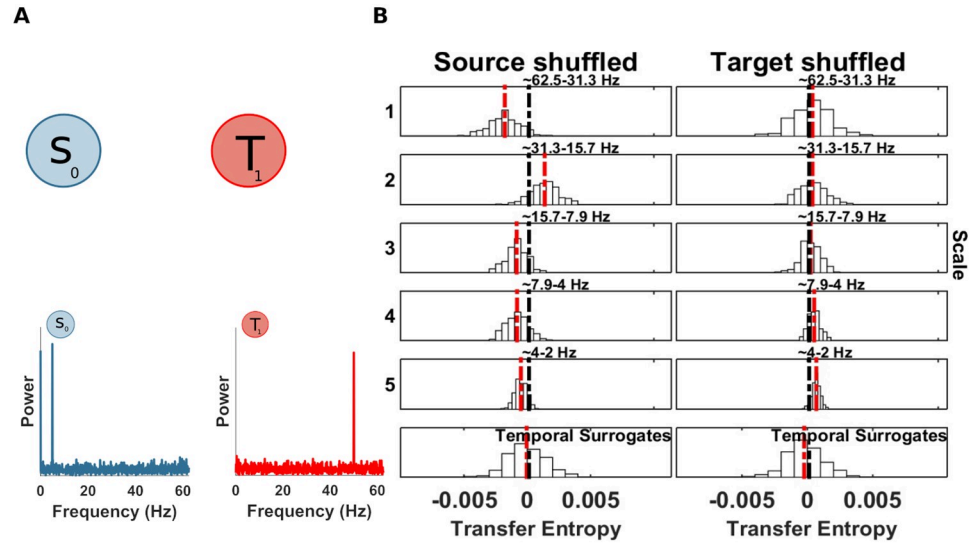 A
B
S0
T1
S0
T1
Power
0 20 40 60
Frequency (Hz)
Power
0 20 40 60
Frequency (Hz)
Source shuffled
Target shuffled
~62.5-31.3 Hz
~62.5-31.3 Hz
1
~31.3-15.7 Hz
~31.3-15.7 Hz
2
~15.7-7.9 Hz
~15.7-7.9 Hz
3
~7.9-4 Hz
~7.9-4 Hz
4
~4-2 Hz
~4-2 Hz
5
Scale
Temporal Surrogates
Temporal Surrogates
-0.005 0 0.005
-0.005 0 0.005
Transfer Entropy
Transfer Entropy